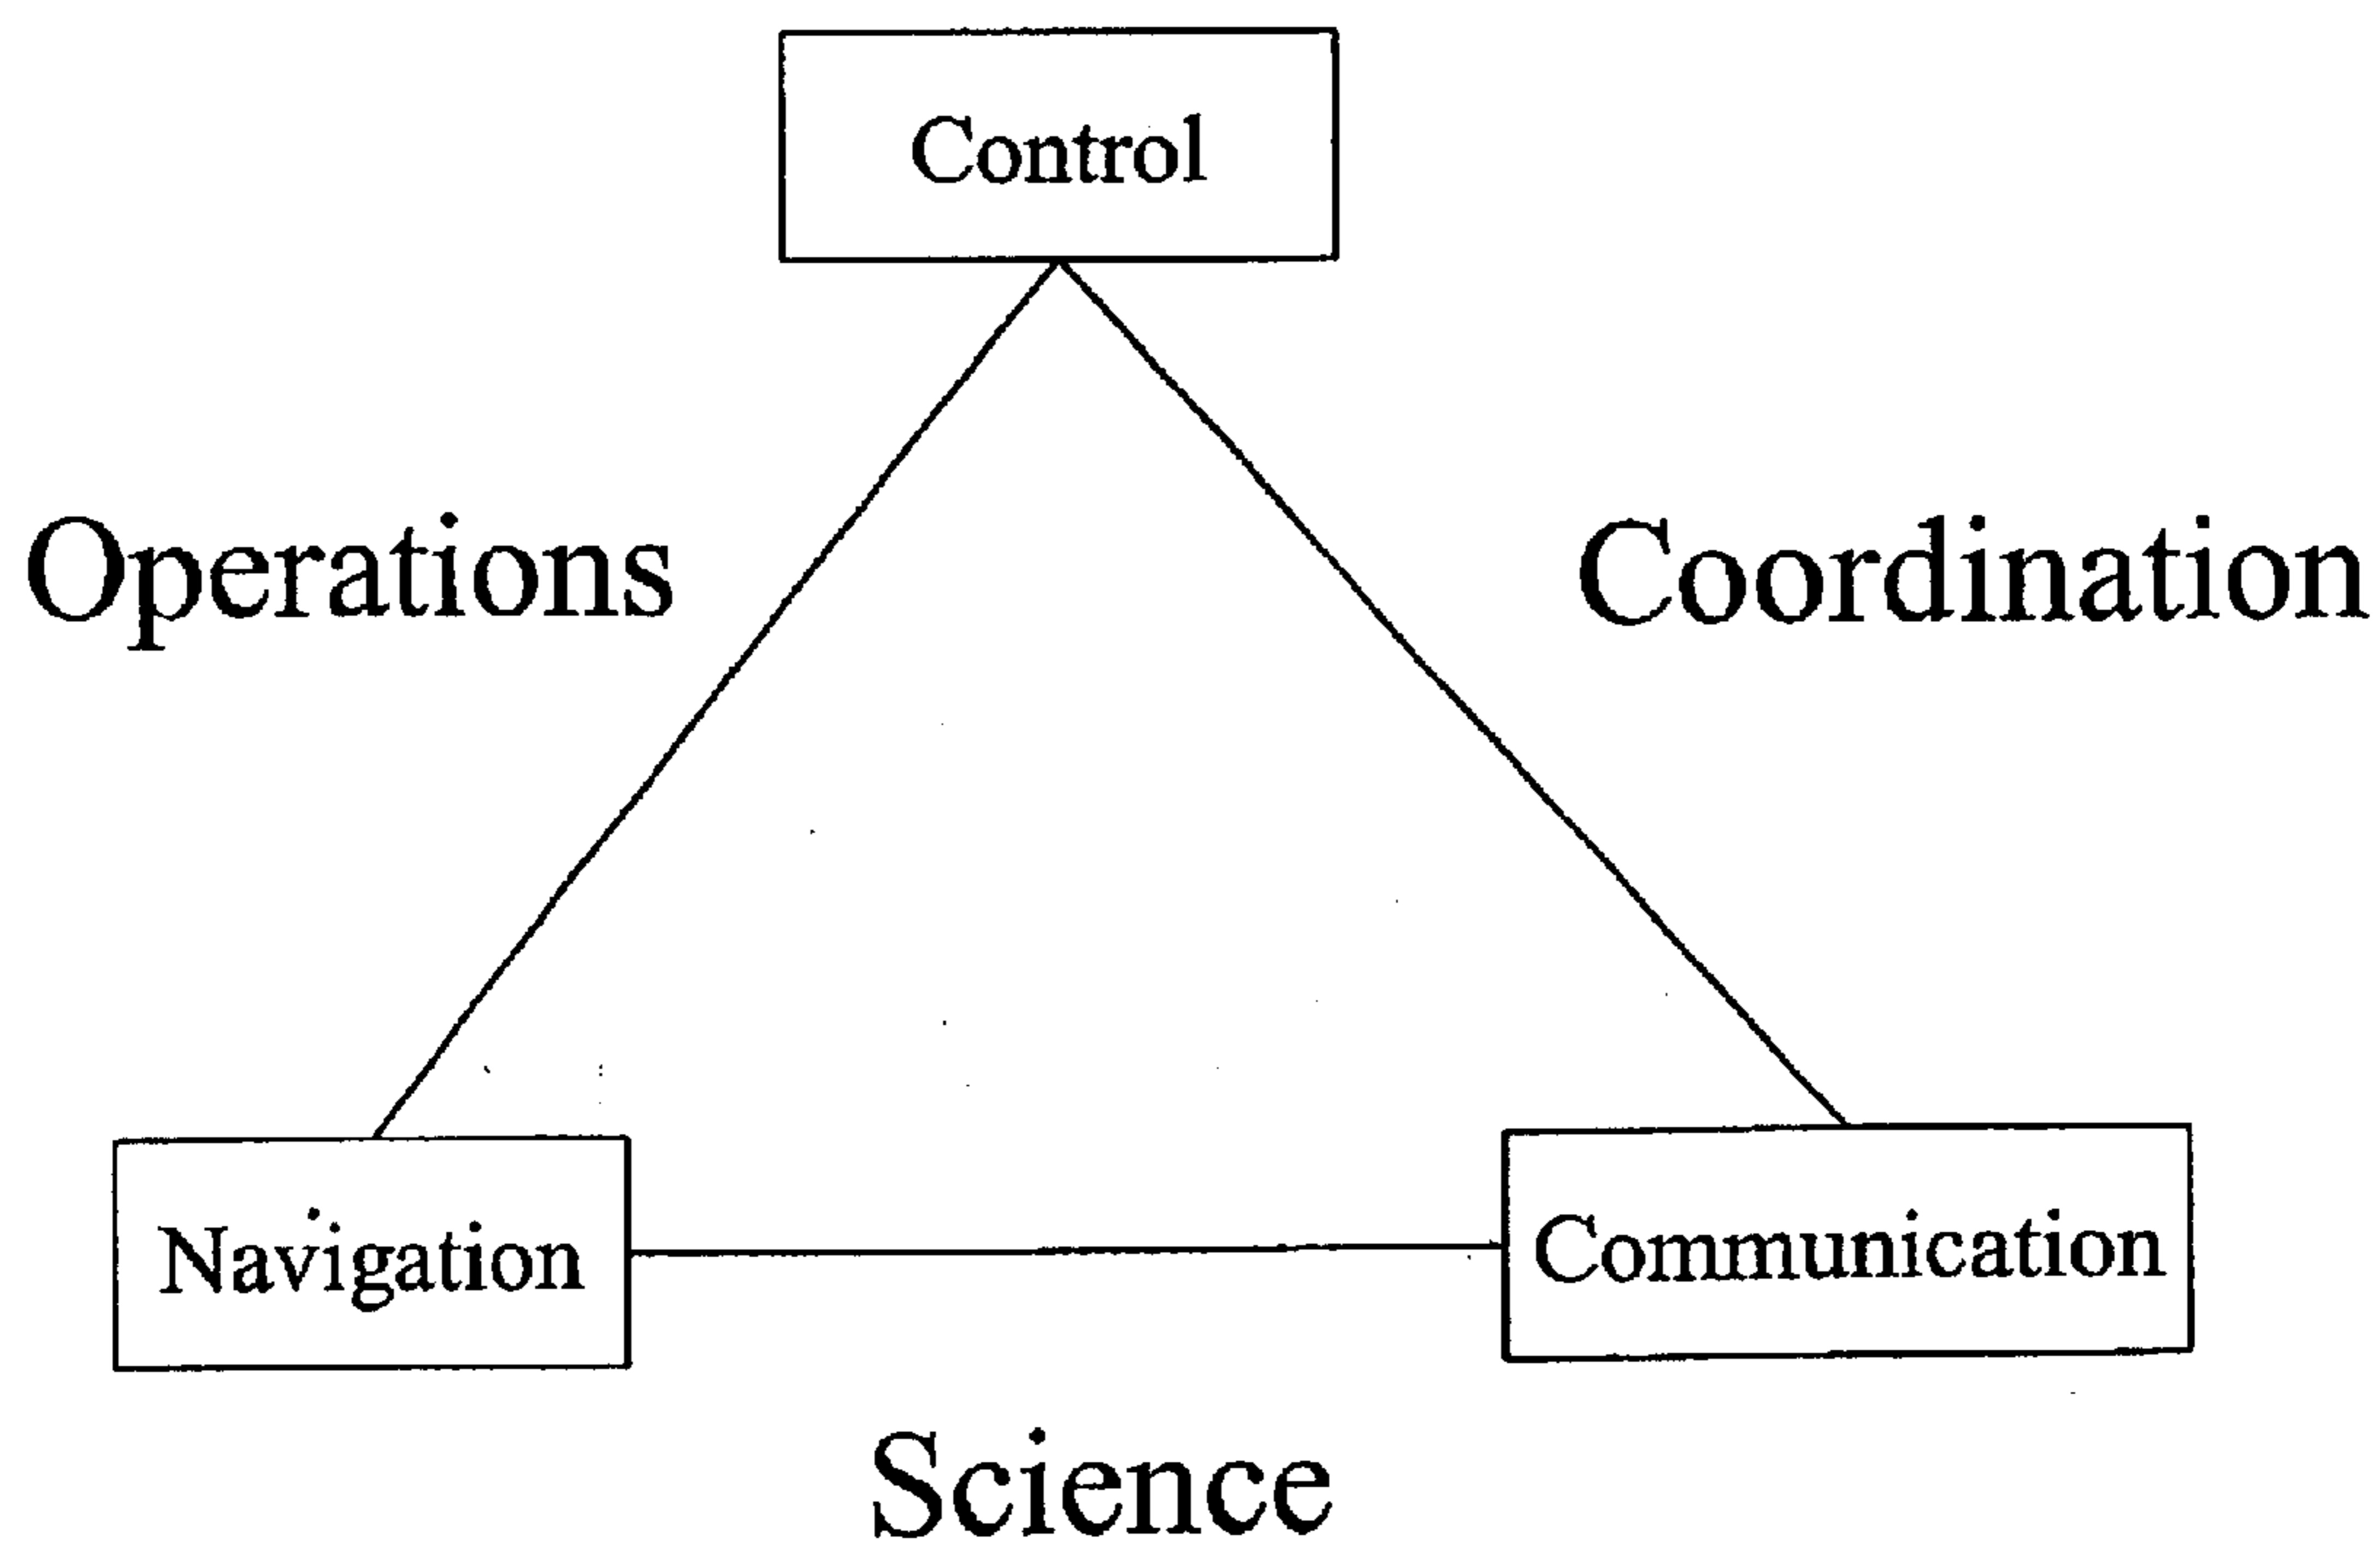 Control
Operations
Coordination
Navigation
Communication
Science